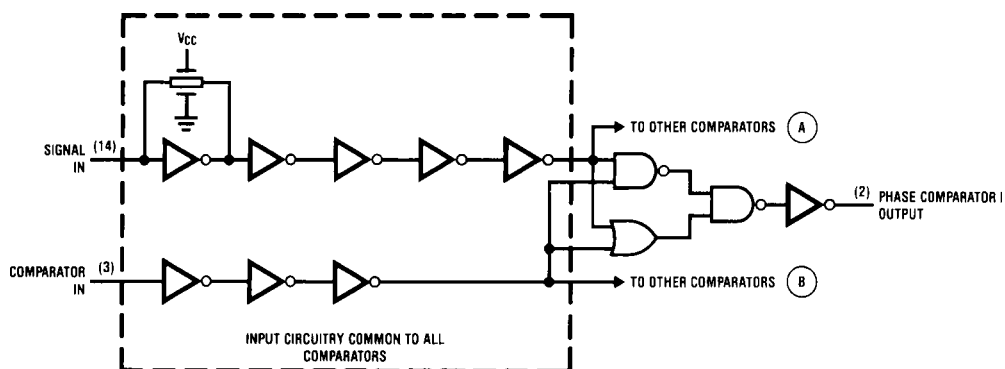 VCC
SIGNAL (14)
IN
TO OTHER COMPARATORS A
(2) PHASE COMPARATOR I
OUTPUT
COMPARATOR (3)
IN
TO OTHER COMPARATORS B
INPUT CIRCUITRY COMMON TO ALL
COMPARATORS